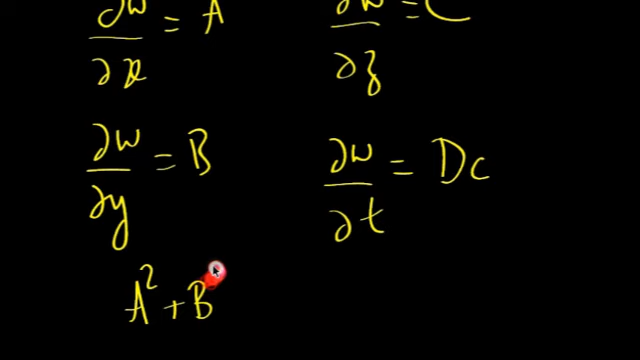 ∂w/∂x = A ∂w/∂z = C
∂w/∂y = B ∂w/∂t = Dc
A² + B